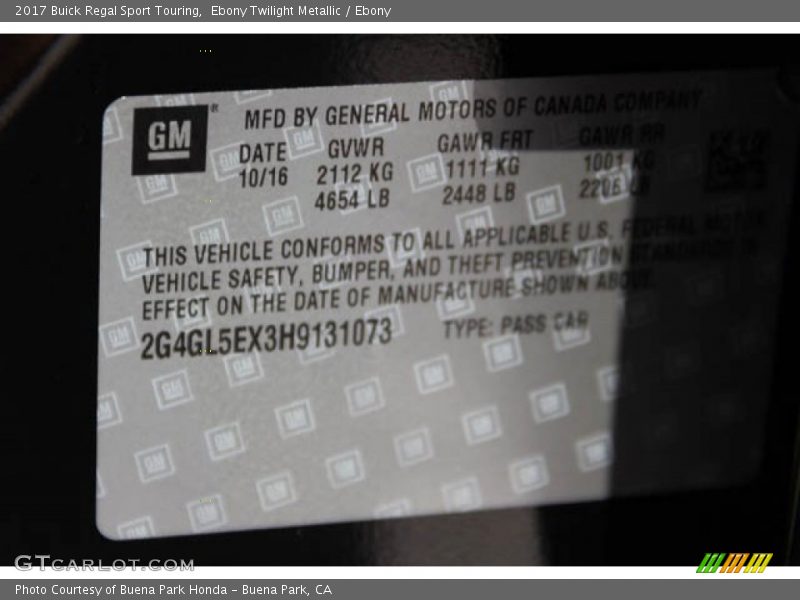 2017 Buick Regal Sport Touring,  Ebony Twilight Metallic / Ebony
GM ®
MFD BY GENERAL MOTORS OF CANADA COMPANY
DATE GVWR GAWR FRT GAWR RR
10/16 2112 KG 1111 KG 1001 KG
4654 LB 2448 LB 2206 LB
THIS VEHICLE CONFORMS TO ALL APPLICABLE U.S. FEDERAL MOTOR
VEHICLE SAFETY, BUMPER, AND THEFT PREVENTION STANDARDS IN
EFFECT ON THE DATE OF MANUFACTURE SHOWN ABOVE.
2G4GL5EX3H9131073 TYPE: PASS CAR
GTCARLOT.COM
Photo Courtesy of Buena Park Honda - Buena Park, CA